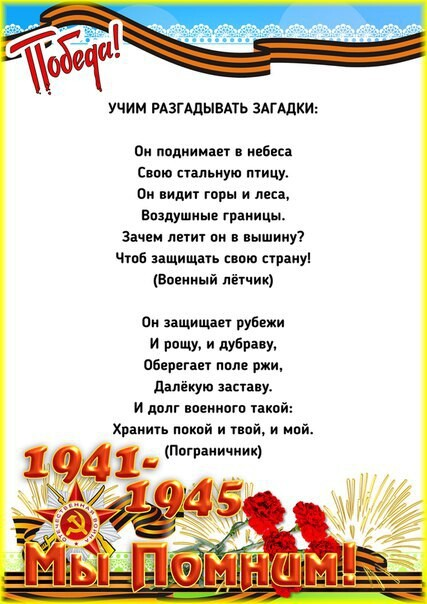 Победа!
УЧИМ РАЗГАДЫВАТЬ ЗАГАДКИ:
Он поднимает в небеса
Свою стальную птицу.
Он видит горы и леса,
Воздушные границы.
Зачем летит он в вышину?
Чтоб защищать свою страну!
(Военный лётчик)
Он защищает рубежи
И рощу, и дубраву,
Оберегает поле ржи,
Далёкую заставу.
И долг военного такой:
Хранить покой и твой, и мой.
(Пограничник)
1941-
1945
ОТЕЧЕСТВЕННАЯ ВОЙНА
Мы Помним!